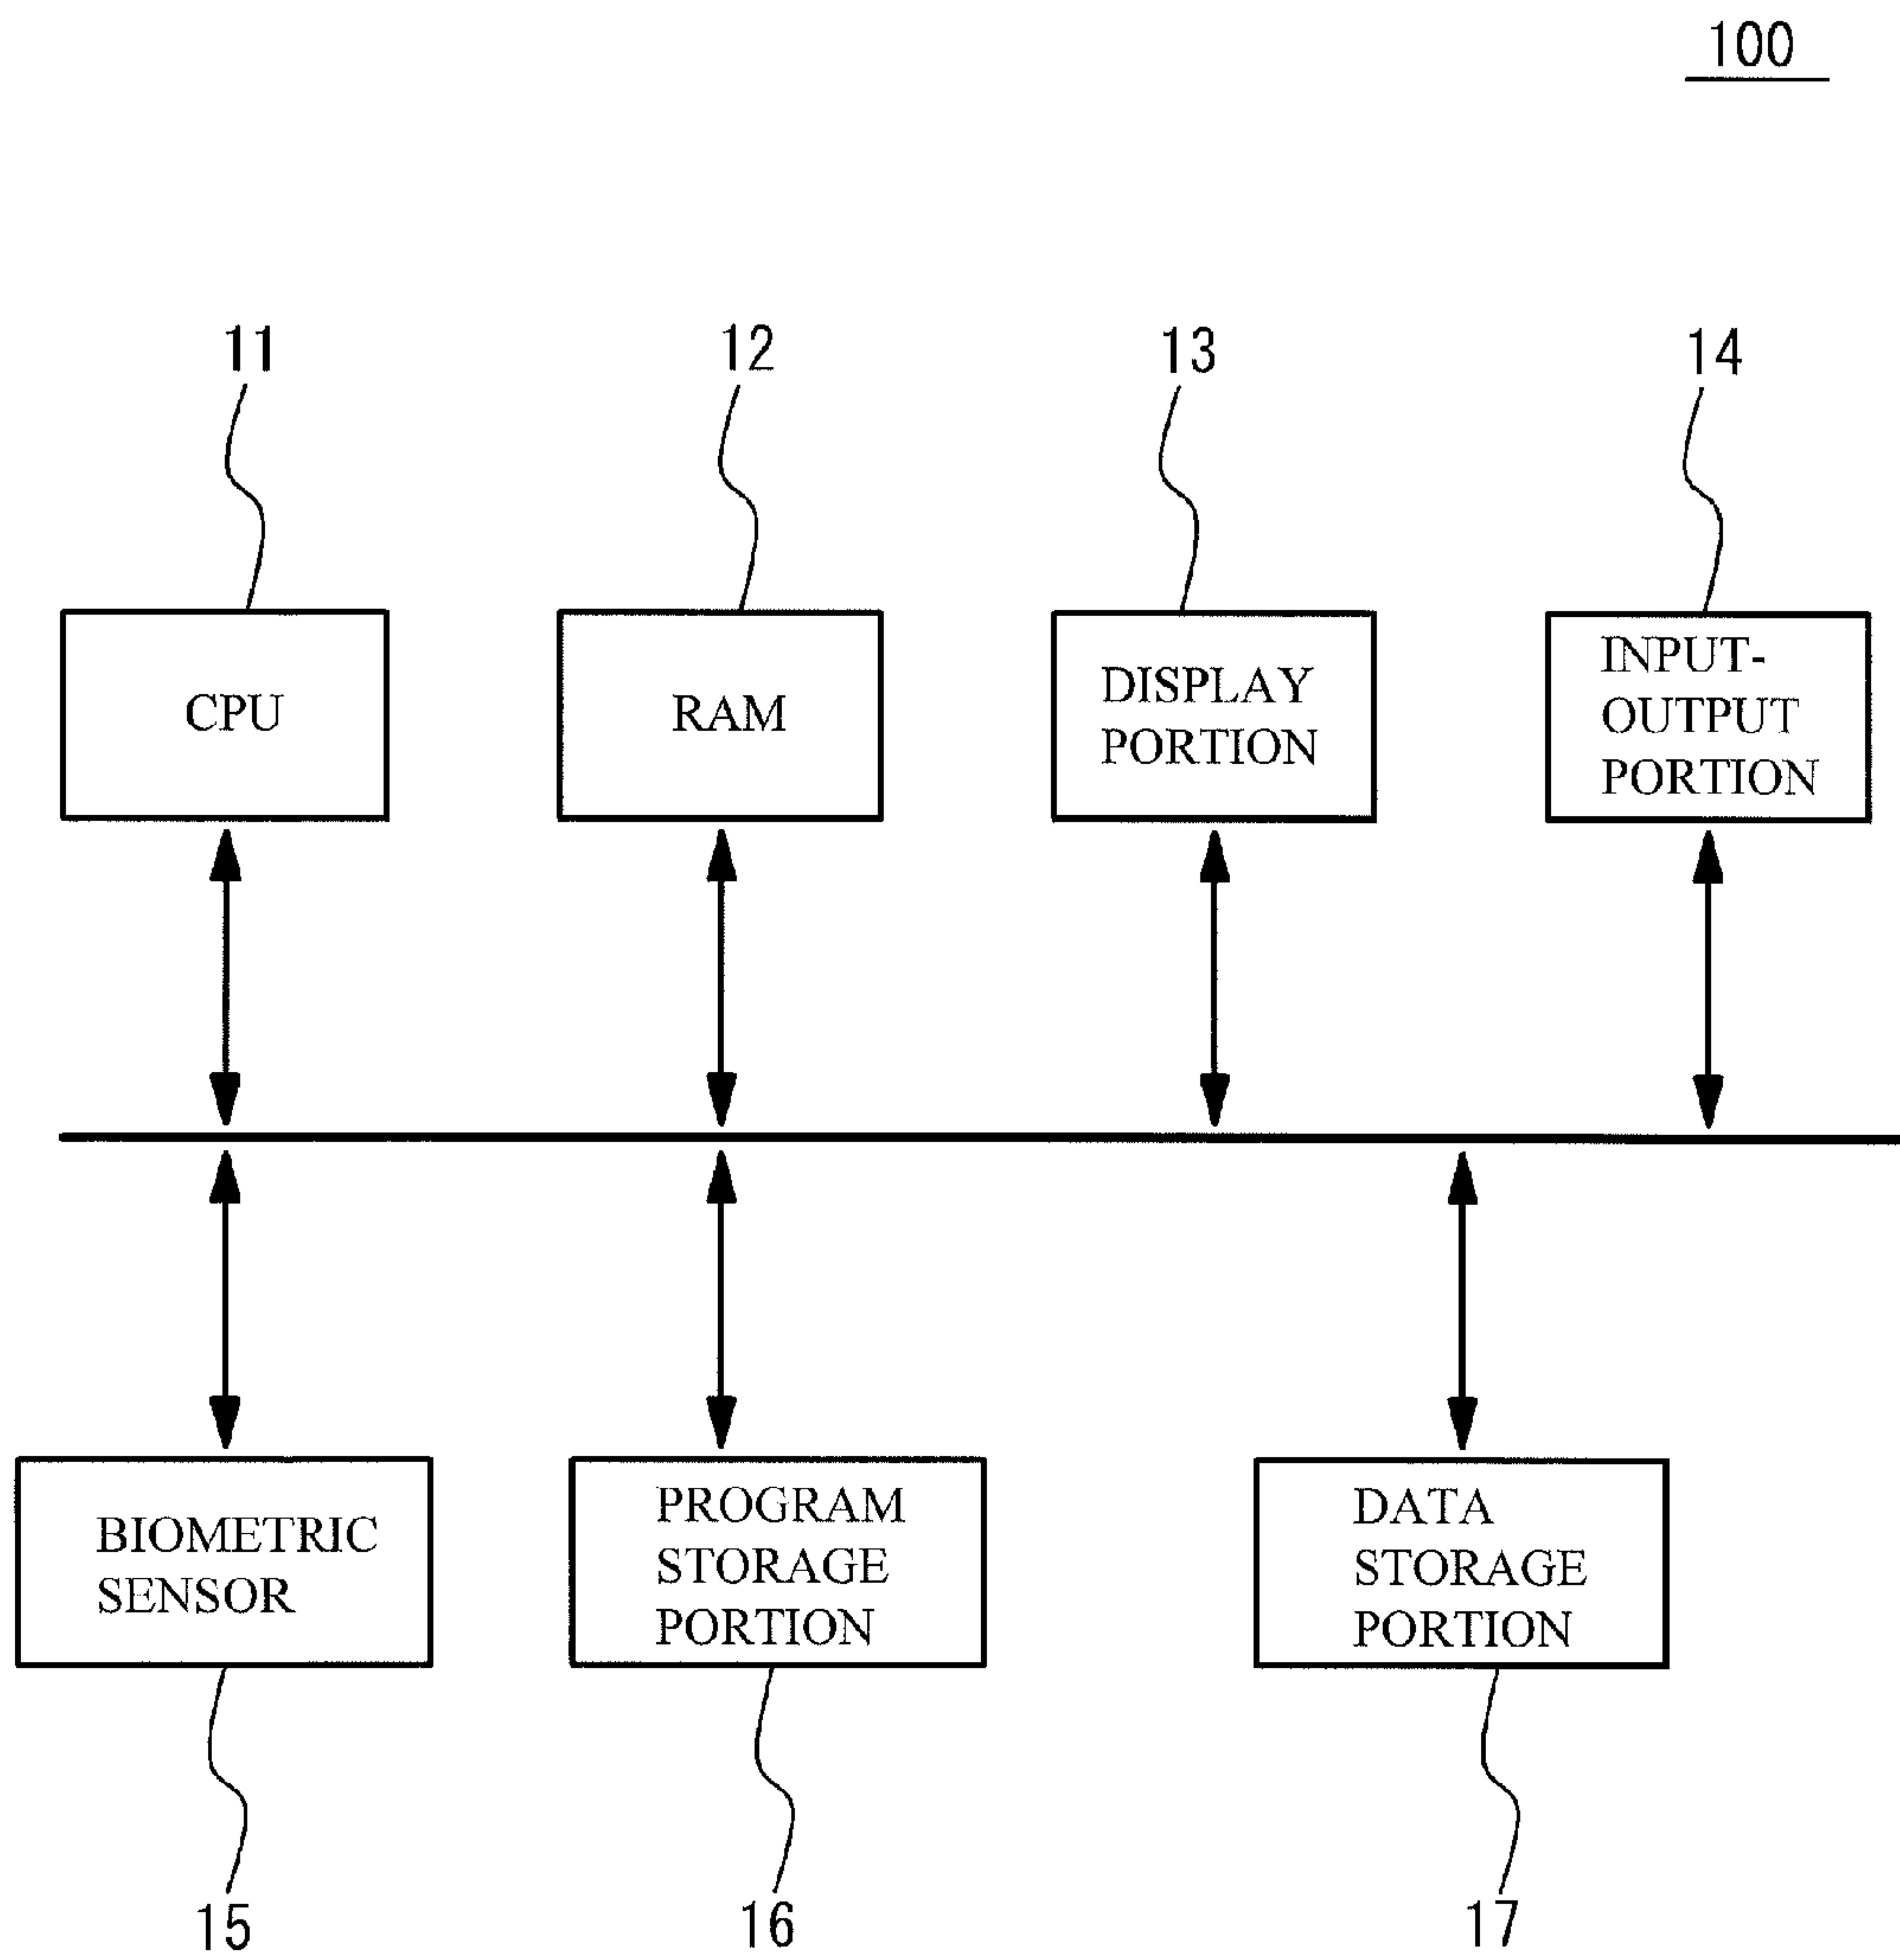 100
11
12
13
14
CPU
RAM
DISPLAY
PORTION
INPUT-
OUTPUT
PORTION
BIOMETRIC
SENSOR
PROGRAM
STORAGE
PORTION
DATA
STORAGE
PORTION
15
16
17